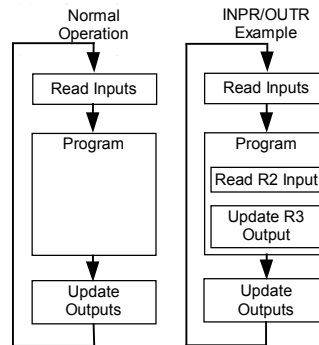 Normal
Operation
Read Inputs
Program
Update
Outputs
INPR/OUTR
Example
Read Inputs
Program
Read R2 Input
Update R3
Output
Update
Outputs